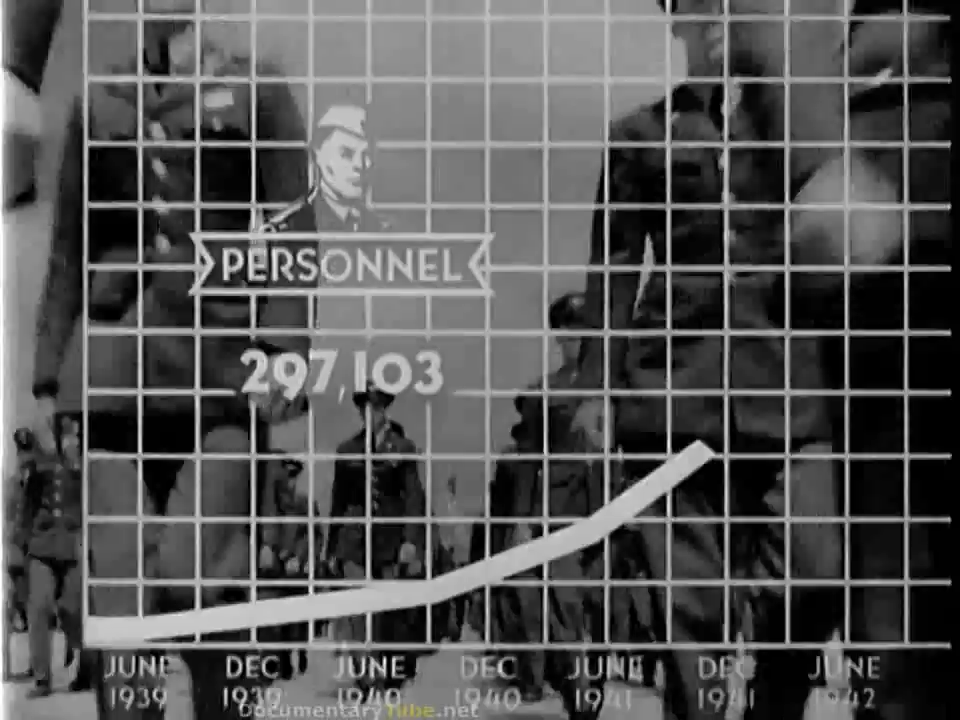 PERSONNEL
297,103
JUNE DEC JUNE DEC JUNE DEC JUNE
1939 1939 1940 1940 1941 1941 1942
DocumentaryTube.net